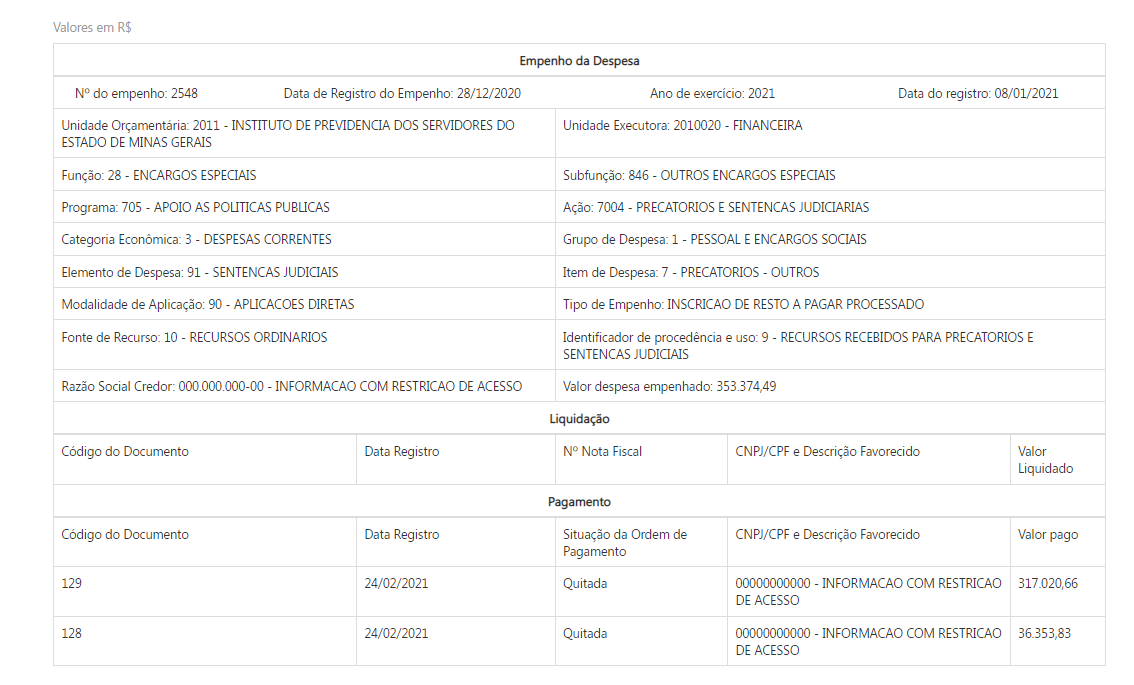 Valores em R$
Empenho da Despesa
Nº do empenho: 2548 Data de Registro do Empenho: 28/12/2020 Ano de exercício: 2021 Data do registro: 08/01/2021
Unidade Orçamentária: 2011 - INSTITUTO DE PREVIDENCIA DOS SERVIDORES DO
ESTADO DE MINAS GERAIS
Unidade Executora: 2010020 - FINANCEIRA
Função: 28 - ENCARGOS ESPECIAIS
Subfunção: 846 - OUTROS ENCARGOS ESPECIAIS
Programa: 705 - APOIO AS POLITICAS PUBLICAS
Ação: 7004 - PRECATORIOS E SENTENCAS JUDICIARIAS
Categoria Econômica: 3 - DESPESAS CORRENTES
Grupo de Despesa: 1 - PESSOAL E ENCARGOS SOCIAIS
Elemento de Despesa: 91 - SENTENCAS JUDICIAIS
Item de Despesa: 7 - PRECATORIOS - OUTROS
Modalidade de Aplicação: 90 - APLICACOES DIRETAS
Tipo de Empenho: INSCRICAO DE RESTO A PAGAR PROCESSADO
Fonte de Recurso: 10 - RECURSOS ORDINARIOS
Identificador de procedência e uso: 9 - RECURSOS RECEBIDOS PARA PRECATORIOS E
SENTENCAS JUDICIAIS
Razão Social Credor: 000.000.000-00 - INFORMACAO COM RESTRICAO DE ACESSO
Valor despesa empenhado: 353.374,49
Liquidação
Código do Documento
Data Registro
Nº Nota Fiscal
CNPJ/CPF e Descrição Favorecido
Valor
Liquidado
Pagamento
Código do Documento
Data Registro
Situação da Ordem de
Pagamento
CNPJ/CPF e Descrição Favorecido
Valor pago
129
24/02/2021
Quitada
00000000000 - INFORMACAO COM RESTRICAO
DE ACESSO
317.020,66
128
24/02/2021
Quitada
00000000000 - INFORMACAO COM RESTRICAO
DE ACESSO
36.353,83